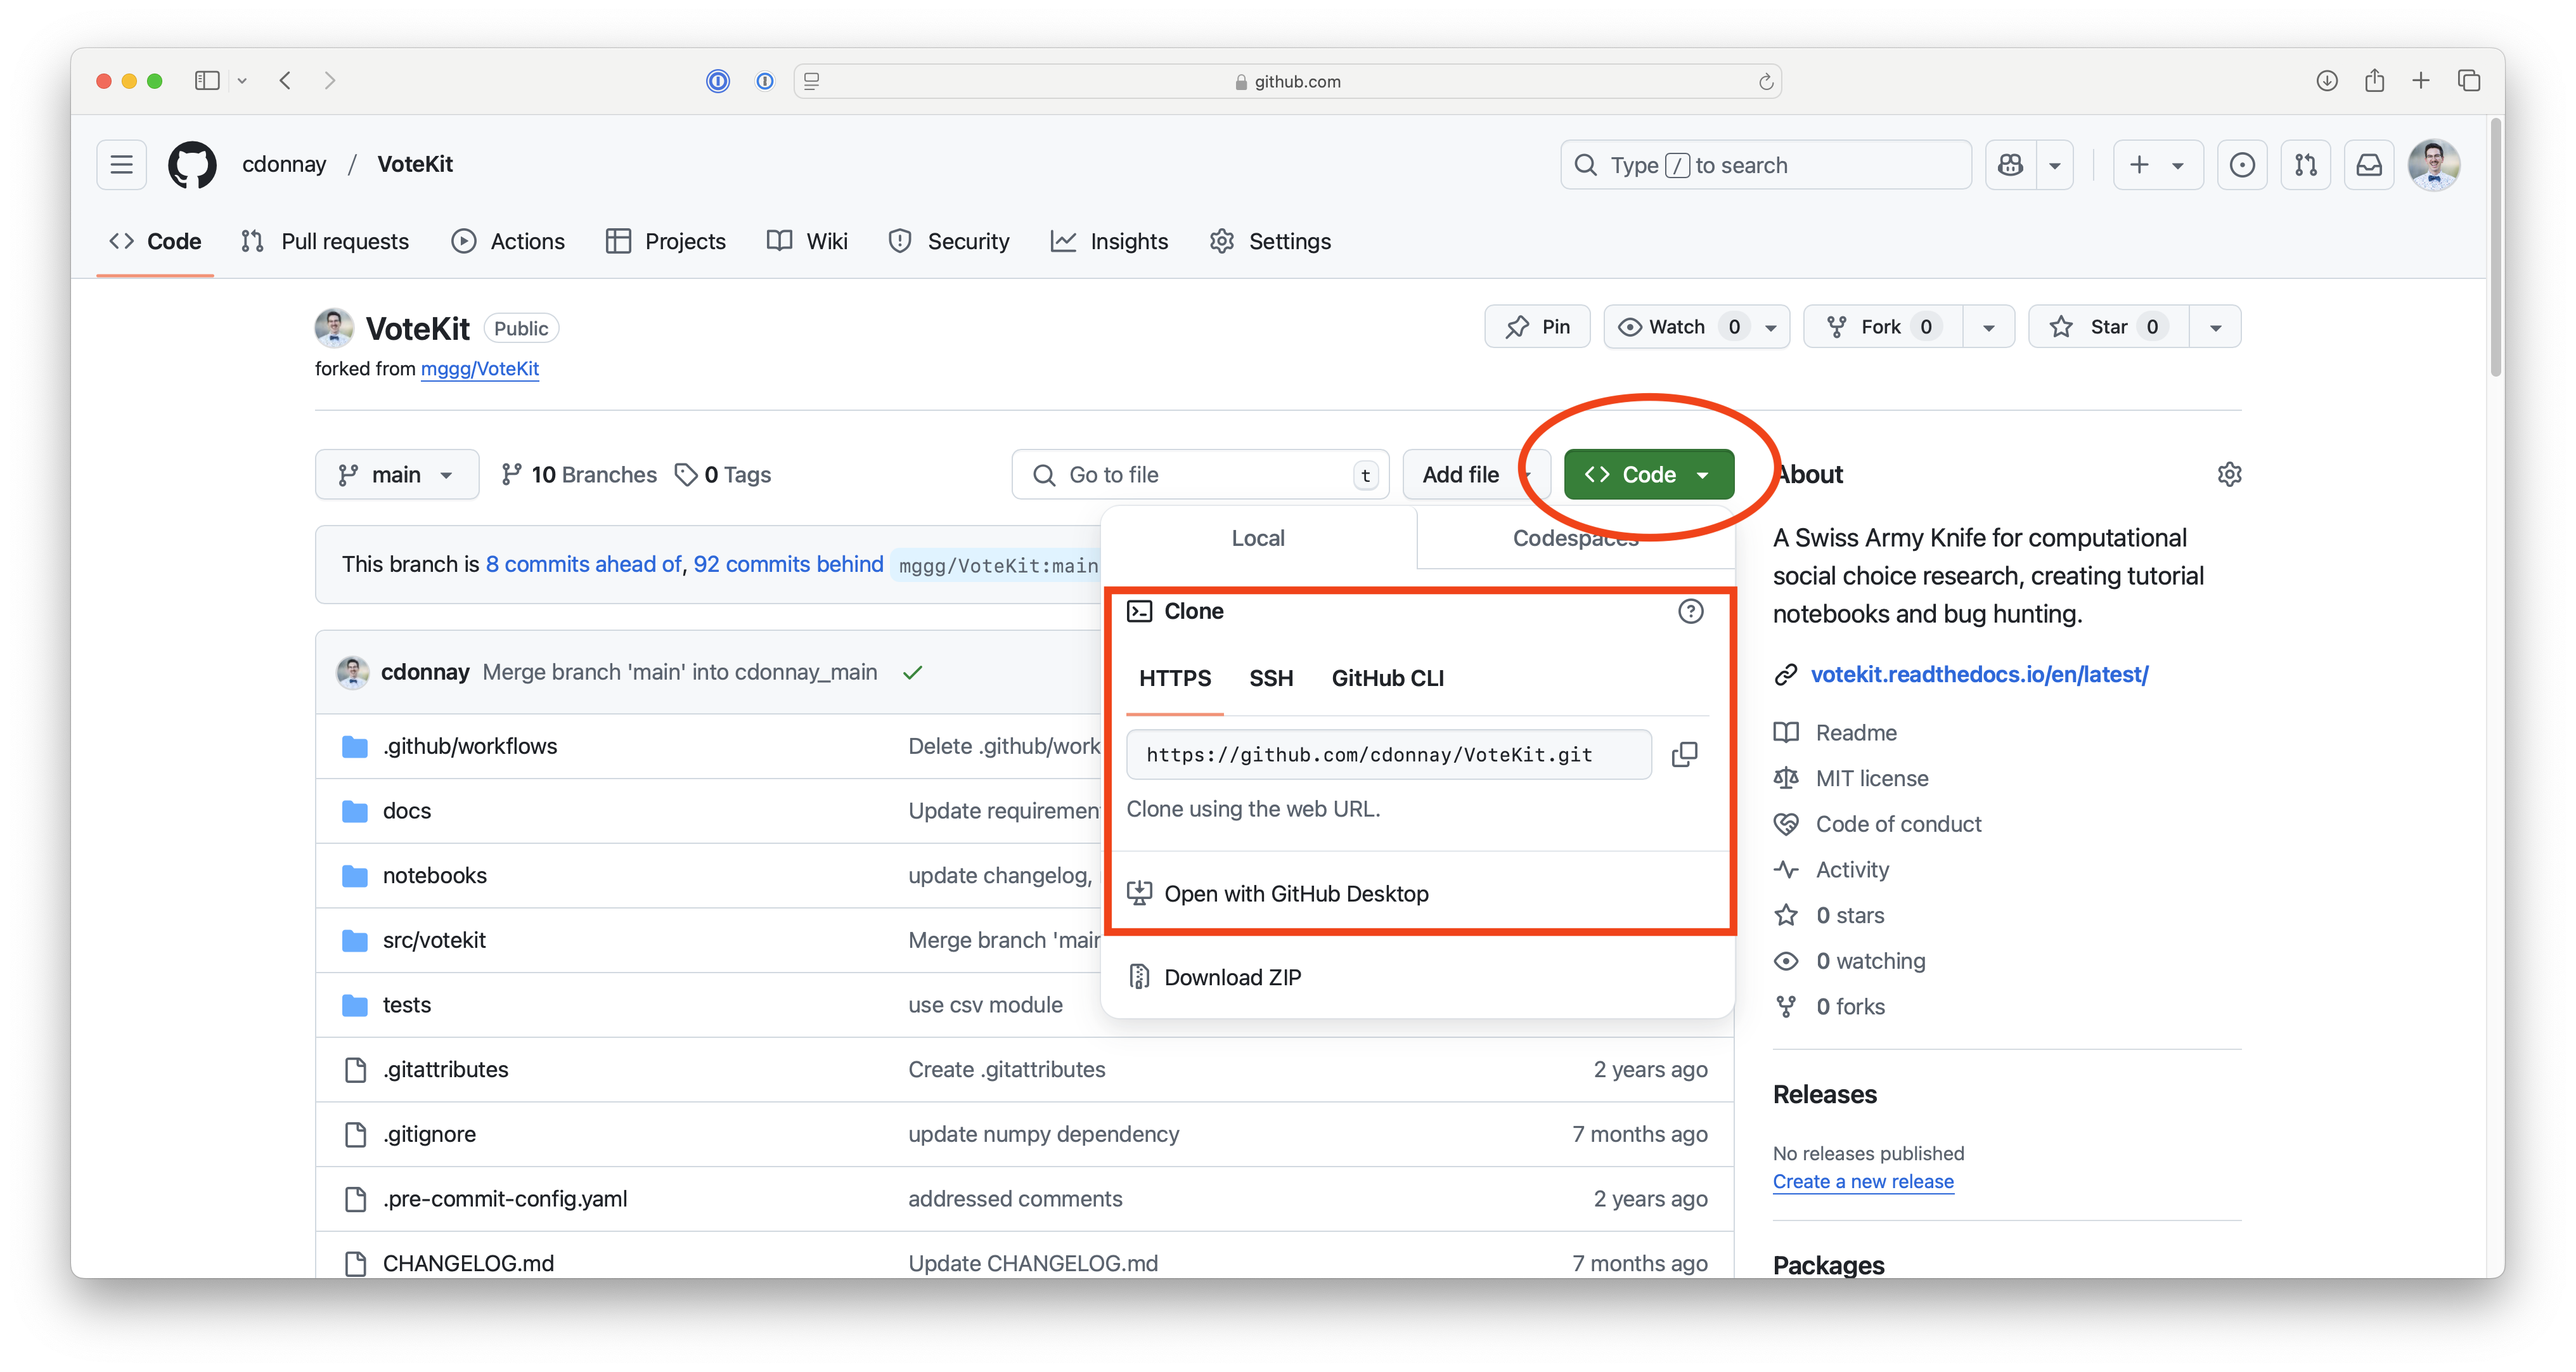 github.com
cdonnay / VoteKit
Type / to search
Code Pull requests Actions Projects Wiki Security Insights Settings
VoteKit Public
Pin Watch 0 Fork 0 Star 0
forked from mggg/VoteKit
main 10 Branches 0 Tags
Go to file t Add file Code
Local Codespaces
This branch is 8 commits ahead of, 92 commits behind mggg/VoteKit:main
Clone
HTTPS SSH GitHub CLI
https://github.com/cdonnay/VoteKit.git
Clone using the web URL.
Open with GitHub Desktop
Download ZIP
cdonnay Merge branch 'main' into cdonnay_main
.github/workflows Delete .github/work
docs Update requiremen
notebooks update changelog,
src/votekit Merge branch 'mair
tests use csv module
.gitattributes Create .gitattributes 2 years ago
.gitignore update numpy dependency 7 months ago
.pre-commit-config.yaml addressed comments 2 years ago
CHANGELOG.md Update CHANGELOG.md 7 months ago
About
A Swiss Army Knife for computational
social choice research, creating tutorial
notebooks and bug hunting.
votekit.readthedocs.io/en/latest/
Readme
MIT license
Code of conduct
Activity
0 stars
0 watching
0 forks
Releases
No releases published
Create a new release
Packages